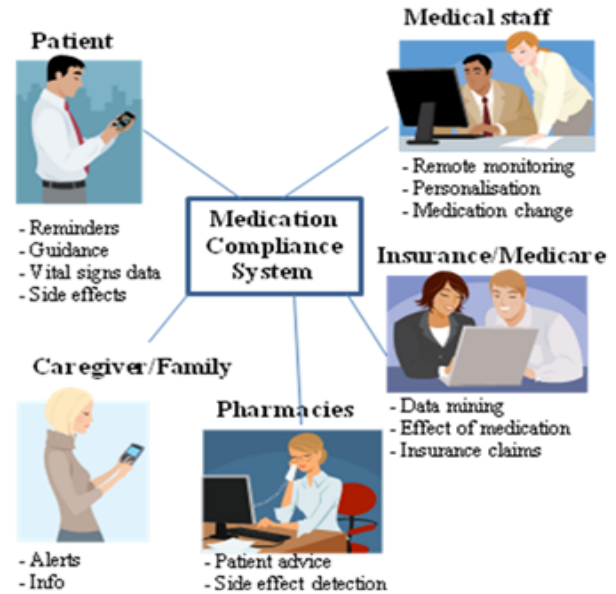 Patient
- Reminders
- Guidance
- Vital signs data
- Side effects
Medical staff
- Remote monitoring
- Personalisation
- Medication change
Medication
Compliance
System
Insurance/Medicare
- Data mining
- Effect of medication
- Insurance claims
Caregiver/Family
- Alerts
- Info
Pharmacies
- Patient advice
- Side effect detection